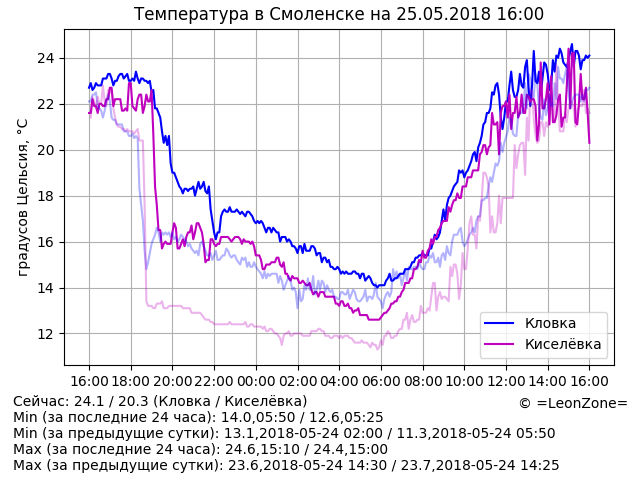 Температура в Смоленске на 25.05.2018 16:00
градусов Цельсия, °C
24
22
20
18
16
14
12
Кловка
Киселёвка
16:00 18:00 20:00 22:00 00:00 02:00 04:00 06:00 08:00 10:00 12:00 14:00 16:00
Сейчас: 24.1 / 20.3 (Кловка / Киселёвка)
© =LeonZone=
Min (за последние 24 часа): 14.0,05:50 / 12.6,05:25
Min (за предыдущие сутки): 13.1,2018-05-24 02:00 / 11.3,2018-05-24 05:50
Max (за последние 24 часа): 24.6,15:10 / 24.4,15:00
Max (за предыдущие сутки): 23.6,2018-05-24 14:30 / 23.7,2018-05-24 14:25